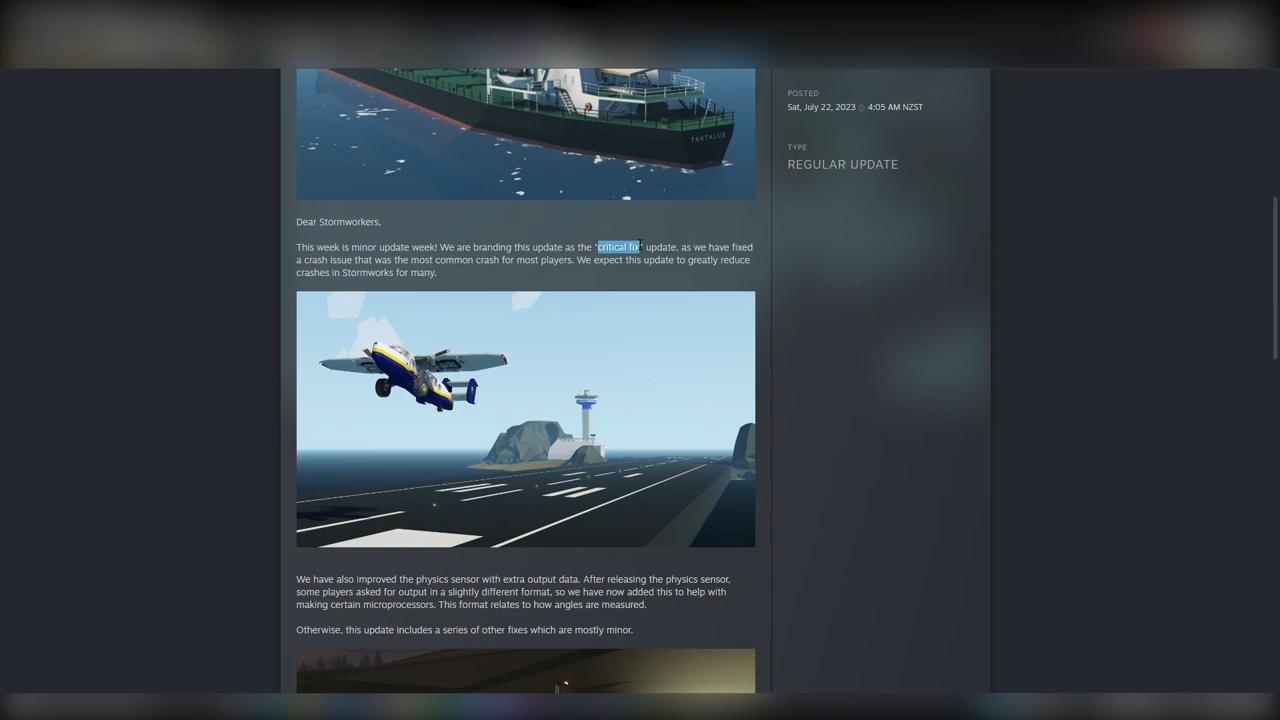 TANTALUS
POSTED
Sat, July 22, 2023 @ 4:05 AM NZST
TYPE
REGULAR UPDATE
Dear Stormworkers,
This week is minor update week! We are branding this update as the "critical fix" update, as we have fixed
a crash issue that was the most common crash for most players. We expect this update to greatly reduce
crashes in Stormworks for many.
We have also improved the physics sensor with extra output data. After releasing the physics sensor,
some players asked for output in a slightly different format, so we have now added this to help with
making certain microprocessors. This format relates to how angles are measured.
Otherwise, this update includes a series of other fixes which are mostly minor.